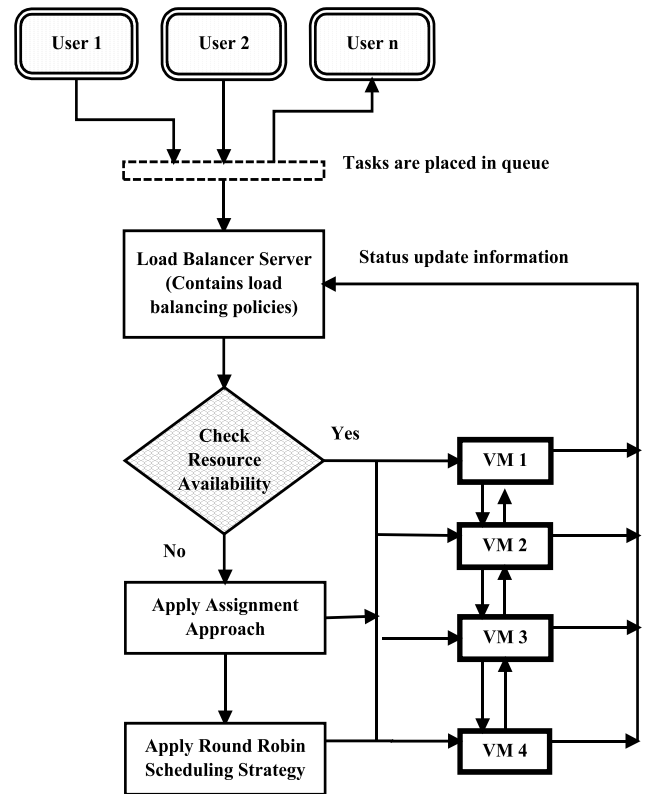 User 1
User 2
User n
Tasks are placed in queue
Load Balancer Server
(Contains load
balancing policies)
Status update information
Check
Resource
Availability
Yes
No
VM 1
VM 2
Apply Assignment
Approach
VM 3
Apply Round Robin
Scheduling Strategy
VM 4